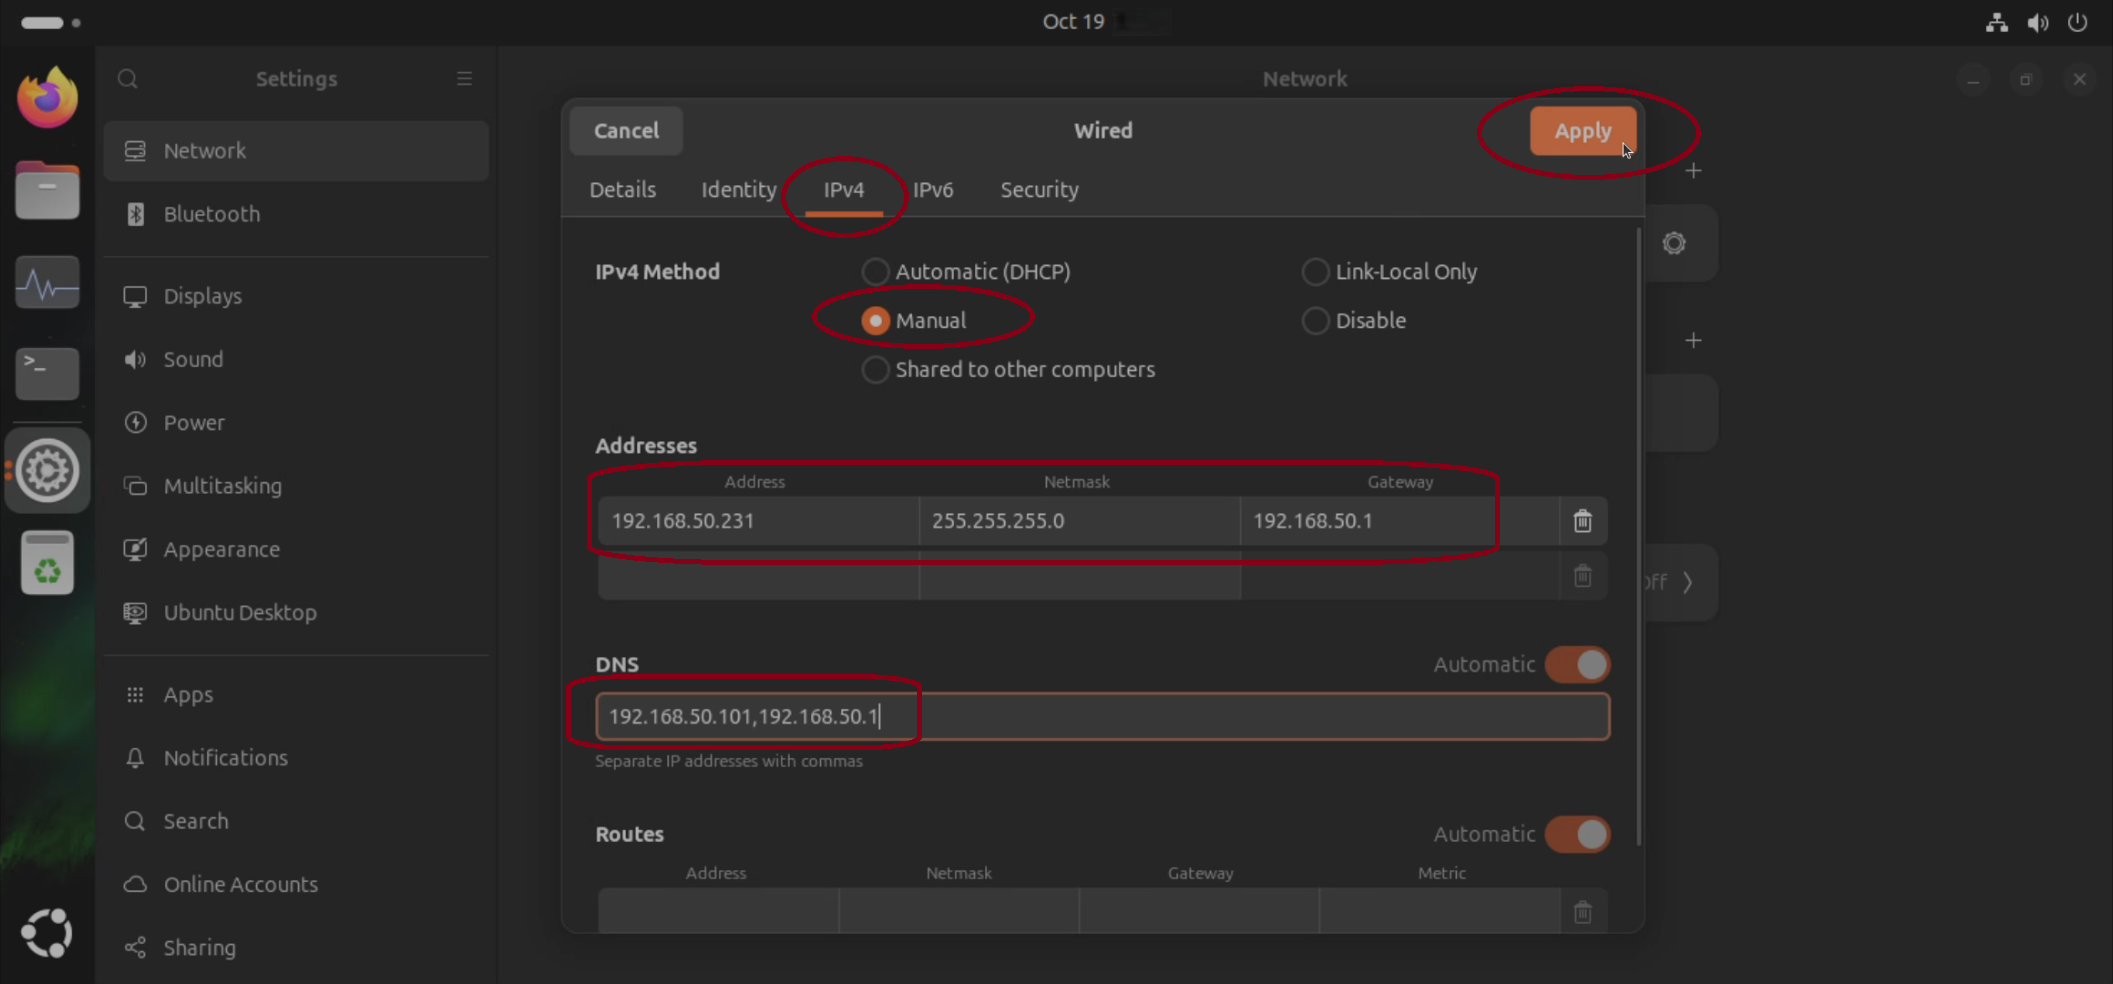 Oct 19
Settings
Network
Network
Bluetooth
Displays
Sound
Power
Multitasking
Appearance
Ubuntu Desktop
Apps
Notifications
Search
Online Accounts
Sharing
Cancel
Wired
Apply
Details Identity IPv4 IPv6 Security
IPv4 Method
Automatic (DHCP)
Link-Local Only
Manual
Disable
Shared to other computers
Addresses
Address Netmask Gateway
192.168.50.231 255.255.255.0 192.168.50.1
DNS
Automatic
192.168.50.101,192.168.50.1
Separate IP addresses with commas
Routes
Automatic
Address Netmask Gateway Metric